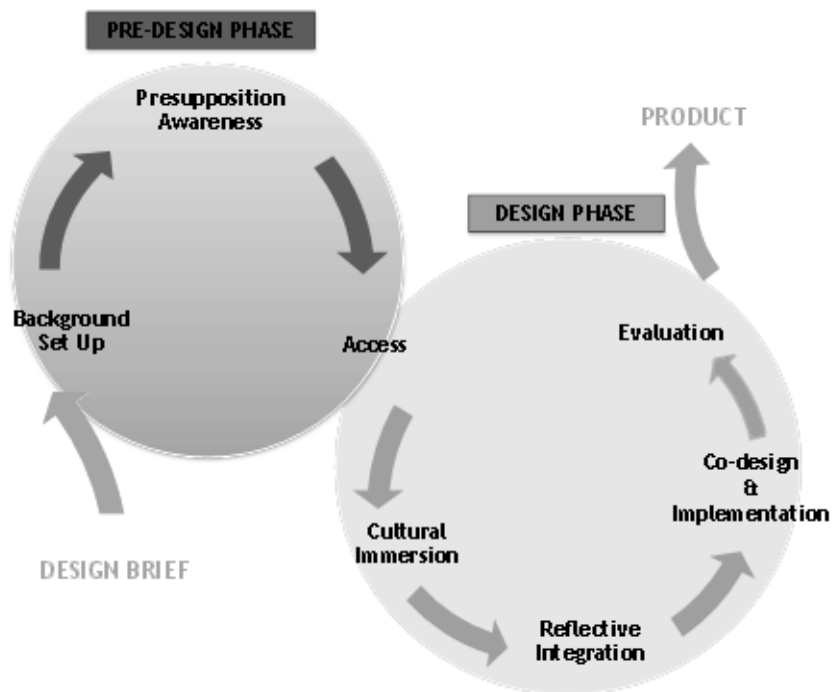 PRE-DESIGN PHASE
Presupposition
Awareness
Background
Set Up
Access
DESIGN BRIEF
DESIGN PHASE
Cultural
Immersion
Reflective
Integration
Co-design
&
Implementation
Evaluation
PRODUCT